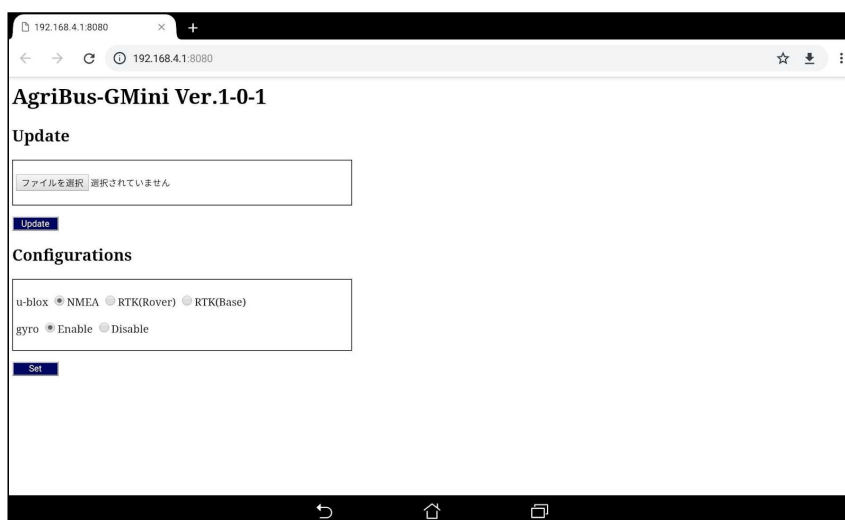 192.168.4.1:8080
192.168.4.1:8080
AgriBus-GMini Ver.1-0-1
Update
ファイルを選択 選択されていません
Update
Configurations
u-blox NMEA RTK(Rover) RTK(Base)
gyro Enable Disable
Set